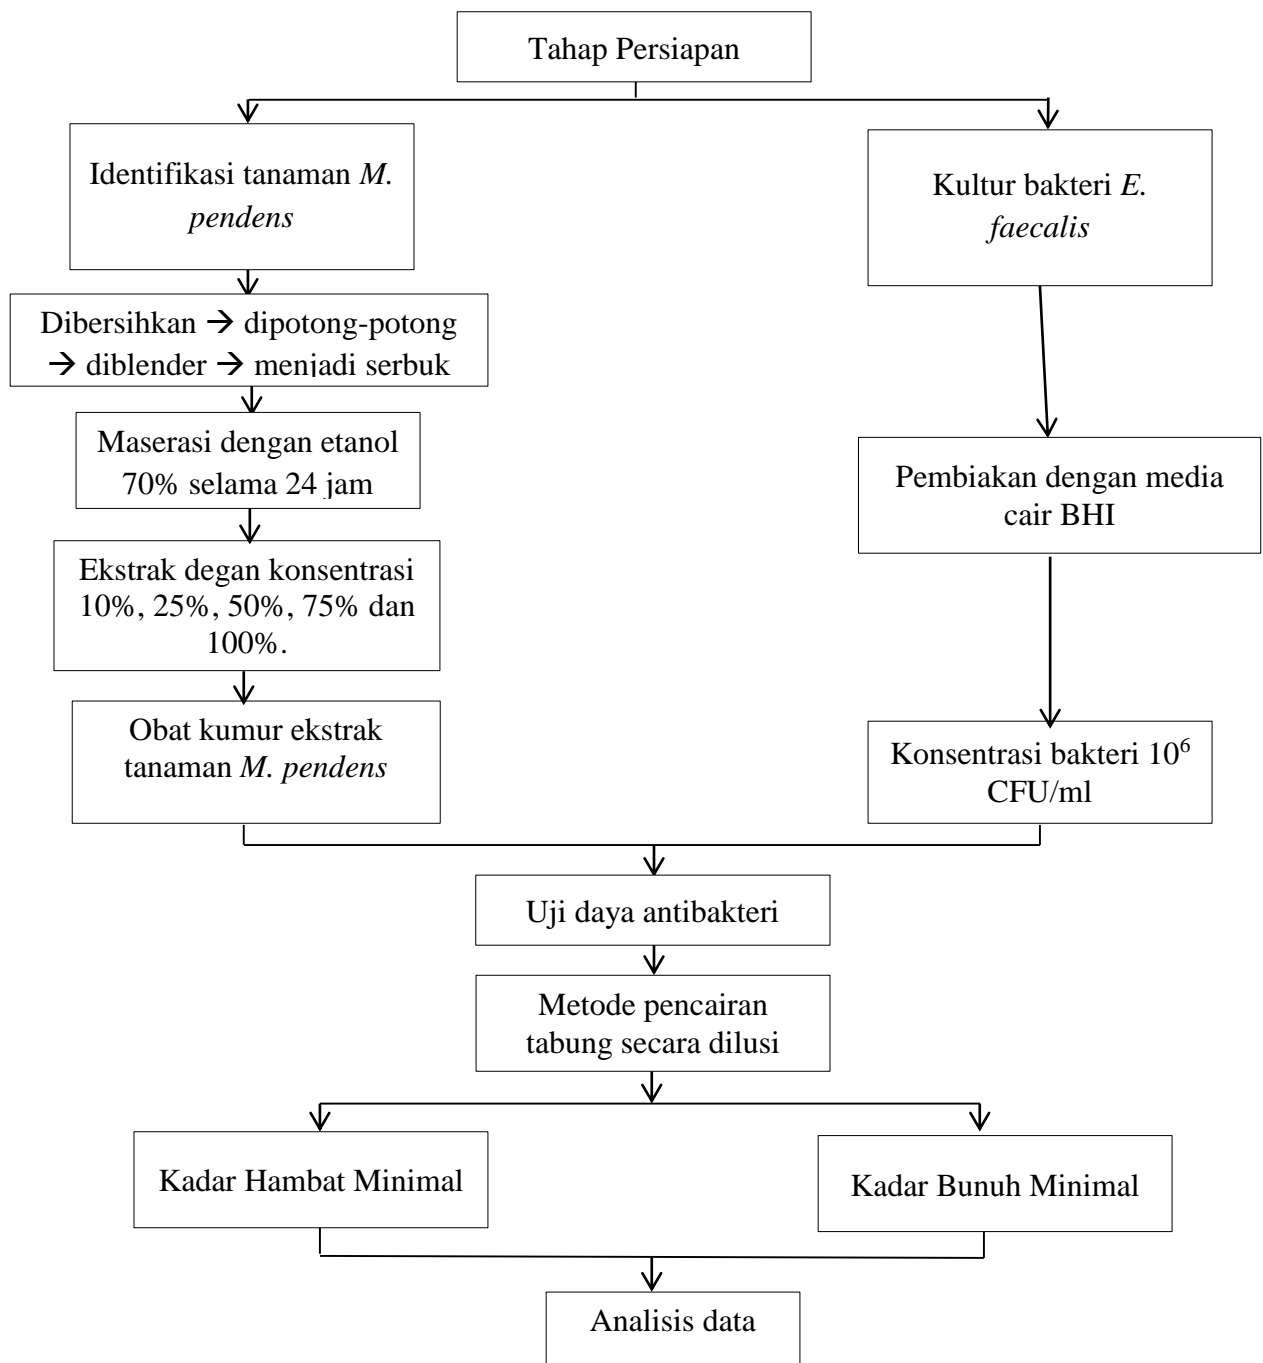 Tahap Persiapan
Identifikasi tanaman M.
pendens
Dibersihkan → dipotong-potong
→ diblender → menjadi serbuk
Maserasi dengan etanol
70% selama 24 jam
Ekstrak degan konsentrasi
10%, 25%, 50%, 75% dan
100%.
Obat kumur ekstrak
tanaman M. pendens
Kultur bakteri E.
faecalis
Pembiakan dengan media
cair BHI
Konsentrasi bakteri 10⁶
CFU/ml
Uji daya antibakteri
Metode pencairan
tabung secara dilusi
Kadar Hambat Minimal
Kadar Bunuh Minimal
Analisis data